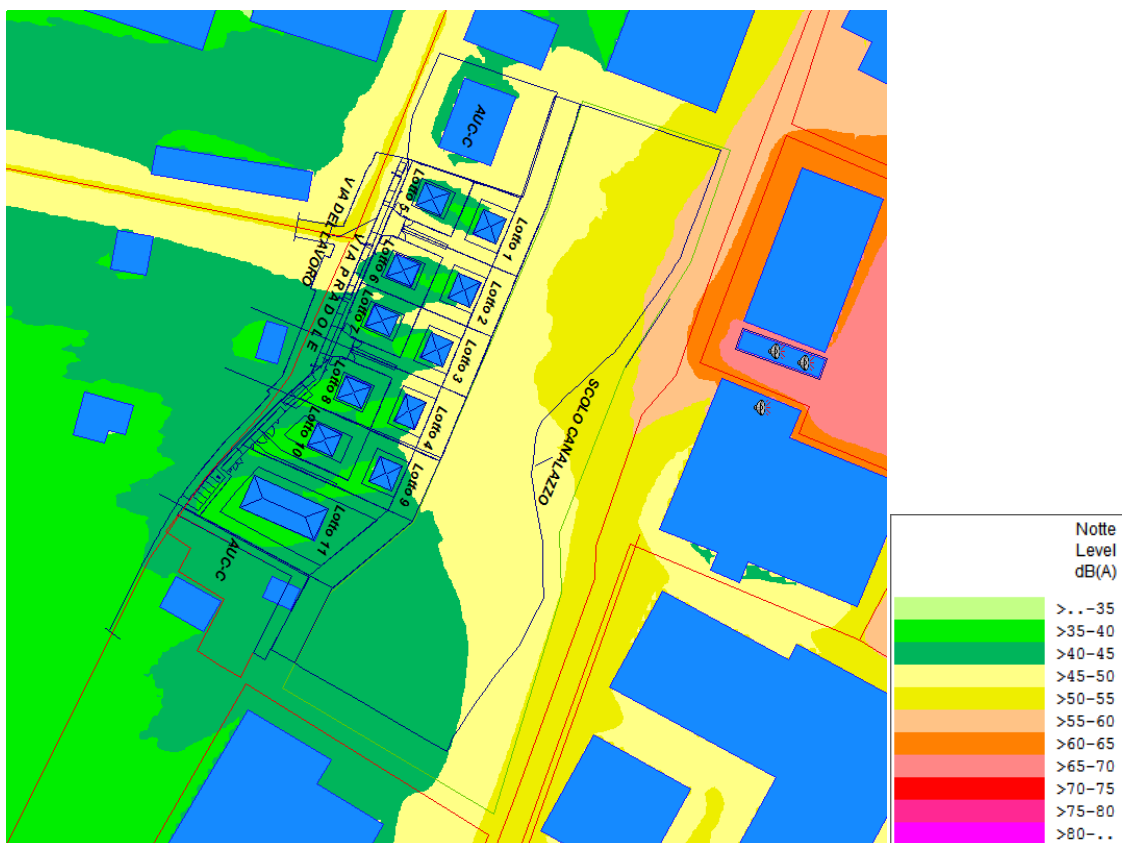 AUC-C
Lotto 5
Lotto 1
VIA DEL LAVORO
VIA PRADOLE
Lotto 6
Lotto 2
Lotto 7
Lotto 3
Lotto 8
Lotto 4
Lotto 10
Lotto 9
Lotto 11
AUC-C
SCOLO CANALAZZO
Notte
Level
dB(A)
>..-35
>35-40
>40-45
>45-50
>50-55
>55-60
>60-65
>65-70
>70-75
>75-80
>80-..